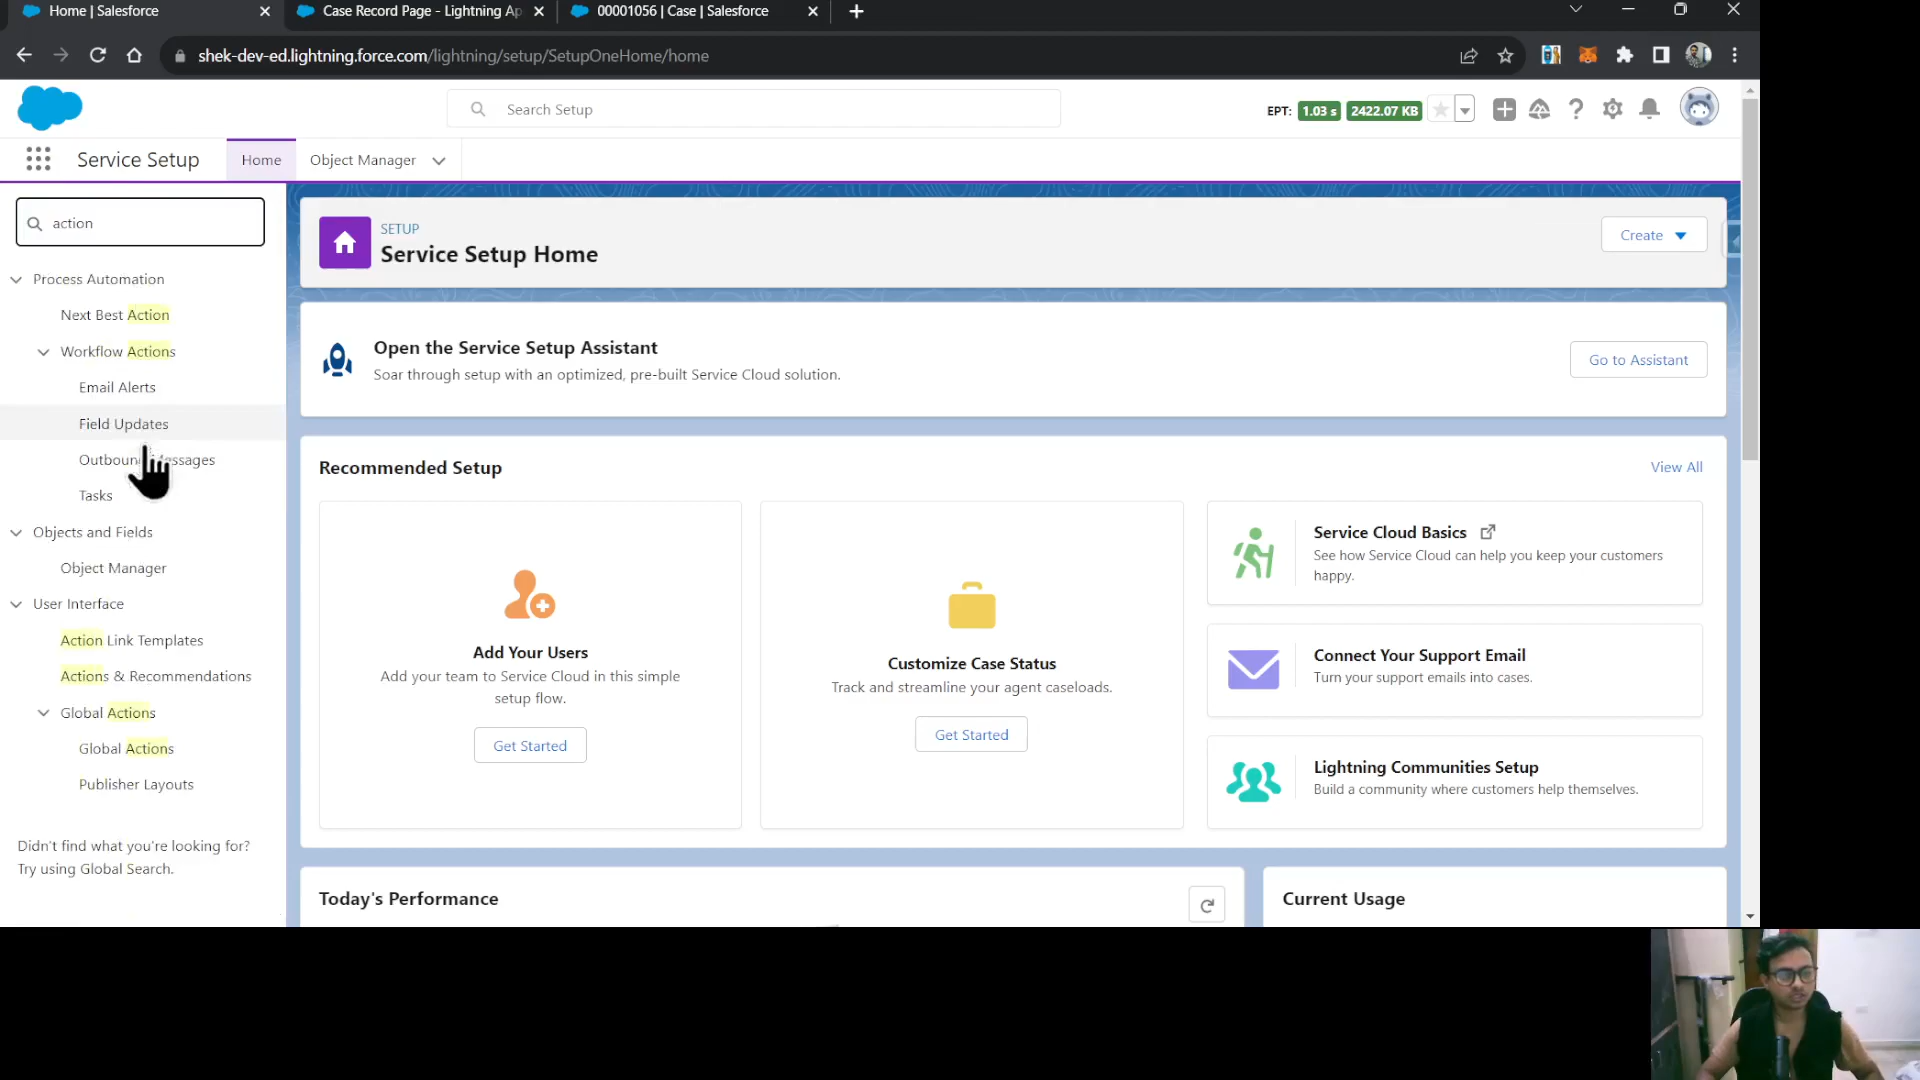 Home | Salesforce
Case Record Page - Lightning Ap
00001056 | Case | Salesforce
shek-dev-ed.lightning.force.com/lightning/setup/SetupOneHome/home
Search Setup
EPT: 1.03 s 2422.07 KB
Service Setup
Home
Object Manager
action
Process Automation
Next Best Action
Workflow Actions
Email Alerts
Field Updates
Tasks
Objects and Fields
Object Manager
User Interface
Action Link Templates
Actions & Recommendations
Global Actions
Global Actions
Publisher Layouts
Didn't find what you're looking for?
Try using Global Search.
SETUP
Service Setup Home
Create
Open the Service Setup Assistant
Soar through setup with an optimized, pre-built Service Cloud solution.
Go to Assistant
Recommended Setup
View All
Add Your Users
Add your team to Service Cloud in this simple
setup flow.
Get Started
Customize Case Status
Track and streamline your agent caseloads.
Get Started
Service Cloud Basics
See how Service Cloud can help you keep your customers
happy.
Connect Your Support Email
Turn your support emails into cases.
Lightning Communities Setup
Build a community where customers help themselves.
Today's Performance
Current Usage